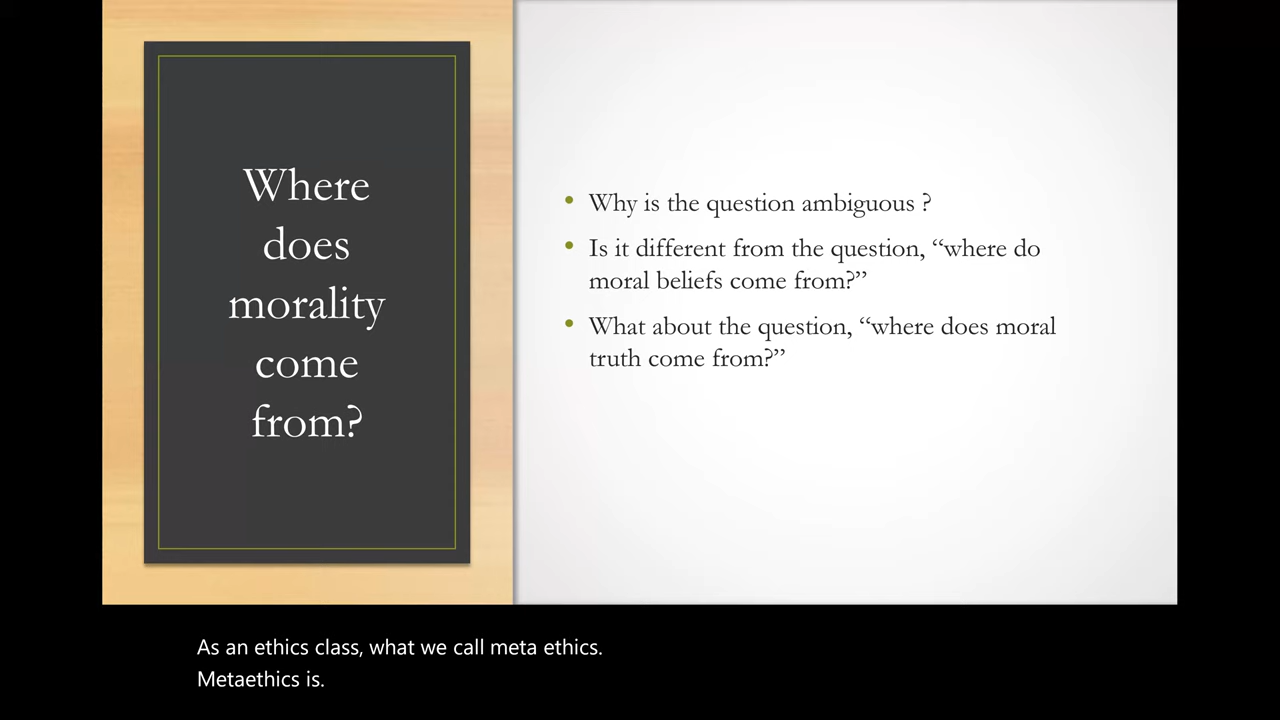 Where
does
morality
come
from?
• Why is the question ambiguous ?
• Is it different from the question, “where do
moral beliefs come from?”
• What about the question, “where does moral
truth come from?”
As an ethics class, what we call meta ethics.
Metaethics is.